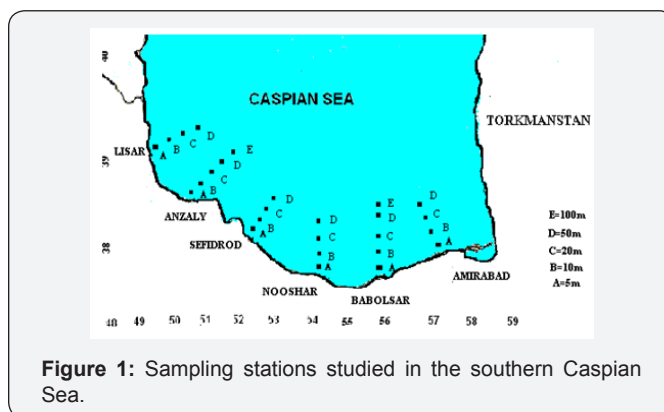 40
CASPIAN SEA
TORKMANSTAN
LISAR
A B C D
39
A B C D E
ANZALY
SEFIDROD
A B C D
NOOSHAR
A B C D
BABOLSAR
A B C D E
AMIRABAD
A B C D
38
E=100m
D=50m
C=20m
B=10m
A=5m
48 49 50 51 52 53 54 55 56 57 58 59
Figure 1: Sampling stations studied in the southern Caspian
Sea.